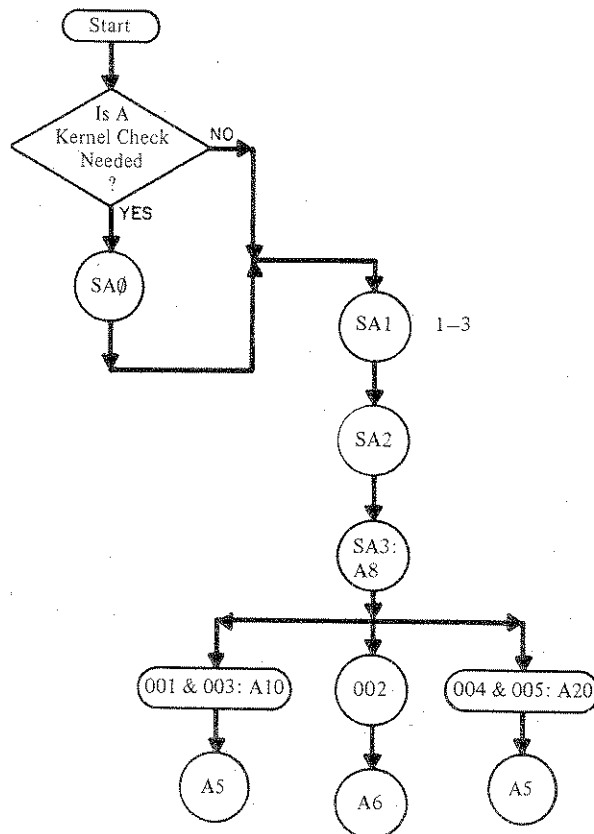 Start
Is A
Kernel Check
Needed
?
NO
YES
SA0̸
SA1
1–3
SA2
SA3:
A8
001 & 003: A10
002
004 & 005: A20
A5
A6
A5